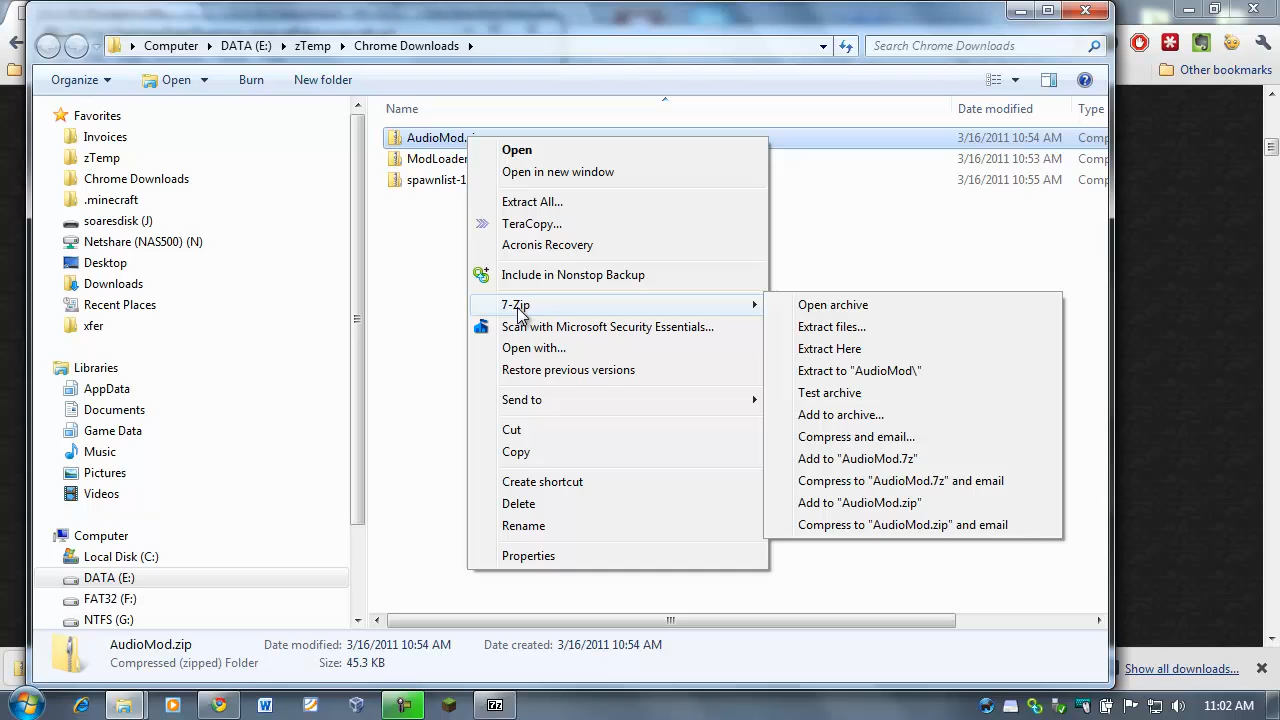 Computer
DATA (E:)
zTemp
Chrome Downloads
Search Chrome Downloads
Organize
Open
Burn
New folder
Other bookmarks
Favorites
Invoices
zTemp
Chrome Downloads
.minecraft
soaresdisk (J)
Netshare (NAS500) (N)
Desktop
Downloads
Recent Places
xfer
Libraries
AppData
Documents
Game Data
Music
Pictures
Videos
Computer
Local Disk (C:)
DATA (E:)
FAT32 (F:)
NTFS (G:)
Name
Date modified
Type
AudioMod.
3/16/2011 10:54 AM
Comp
ModLoader
3/16/2011 10:53 AM
Comp
spawnlist-1
3/16/2011 10:55 AM
Comp
Open
Open in new window
Extract All...
TeraCopy...
Acronis Recovery
Include in Nonstop Backup
7-Zip
Scan with Microsoft Security Essentials...
Open with...
Restore previous versions
Send to
Cut
Copy
Create shortcut
Delete
Rename
Properties
Open archive
Extract files...
Extract Here
Extract to "AudioMod\"
Test archive
Add to archive...
Compress and email...
Add to "AudioMod.7z"
Compress to "AudioMod.7z" and email
Add to "AudioMod.zip"
Compress to "AudioMod.zip" and email
AudioMod.zip
Date modified: 3/16/2011 10:54 AM
Date created: 3/16/2011 10:54 AM
Compressed (zipped) Folder
Size: 45.3 KB
Show all downloads...
11:02 AM